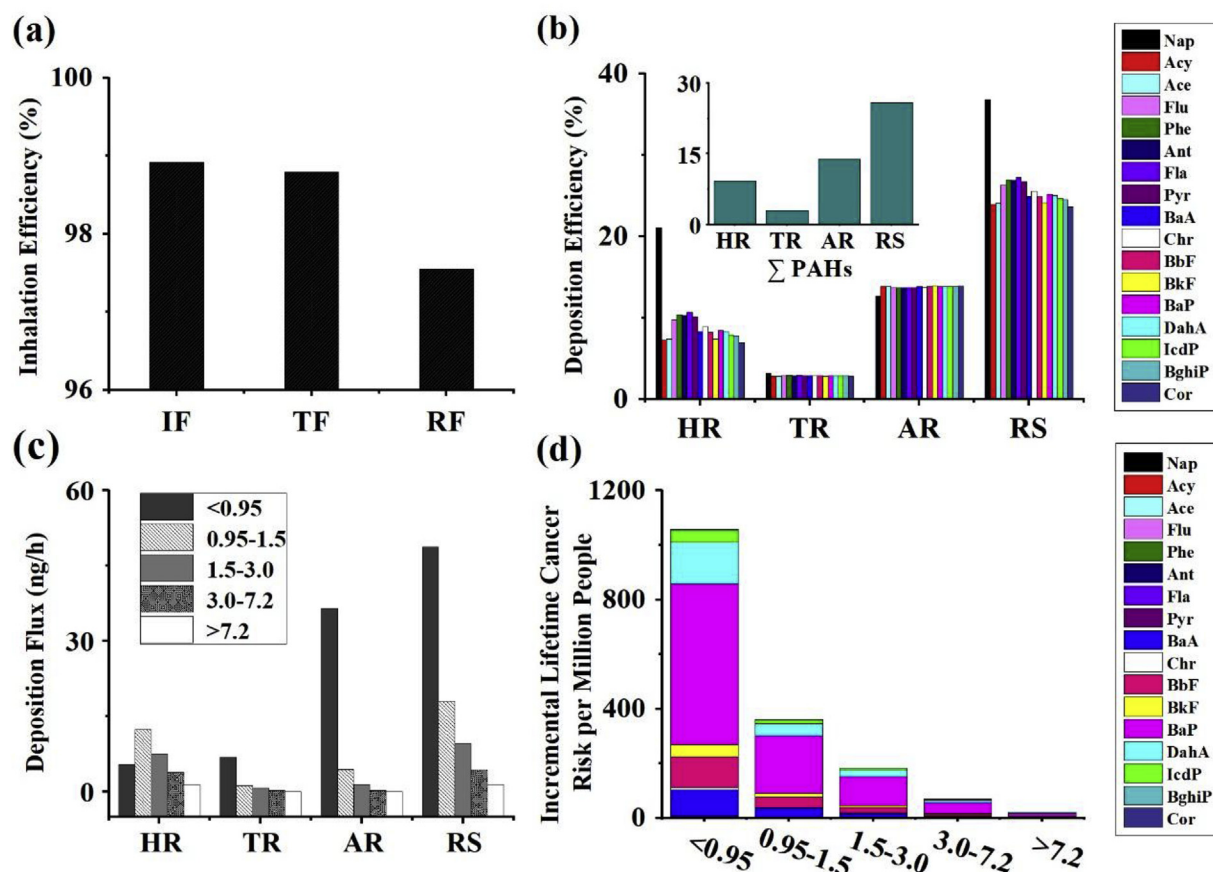 (a)
100
98
96
Inhalation Efficiency (%)
IF TF RF
(b)
40
20
0
Deposition Efficiency (%)
30
15
0
HR TR AR RS
∑ PAHs
HR TR AR RS
Nap
Acy
Ace
Flu
Phe
Ant
Fla
Pyr
BaA
Chr
BbF
BkF
BaP
DahA
IcdP
BghiP
Cor
(c)
60
30
0
Deposition Flux (ng/h)
<0.95
0.95-1.5
1.5-3.0
3.0-7.2
>7.2
HR TR AR RS
(d)
1200
800
400
0
Incremental Lifetime Cancer
Risk per Million People
<0.95 0.95-1.5 1.5-3.0 3.0-7.2 >7.2
Nap
Acy
Ace
Flu
Phe
Ant
Fla
Pyr
BaA
Chr
BbF
BkF
BaP
DahA
IcdP
BghiP
Cor